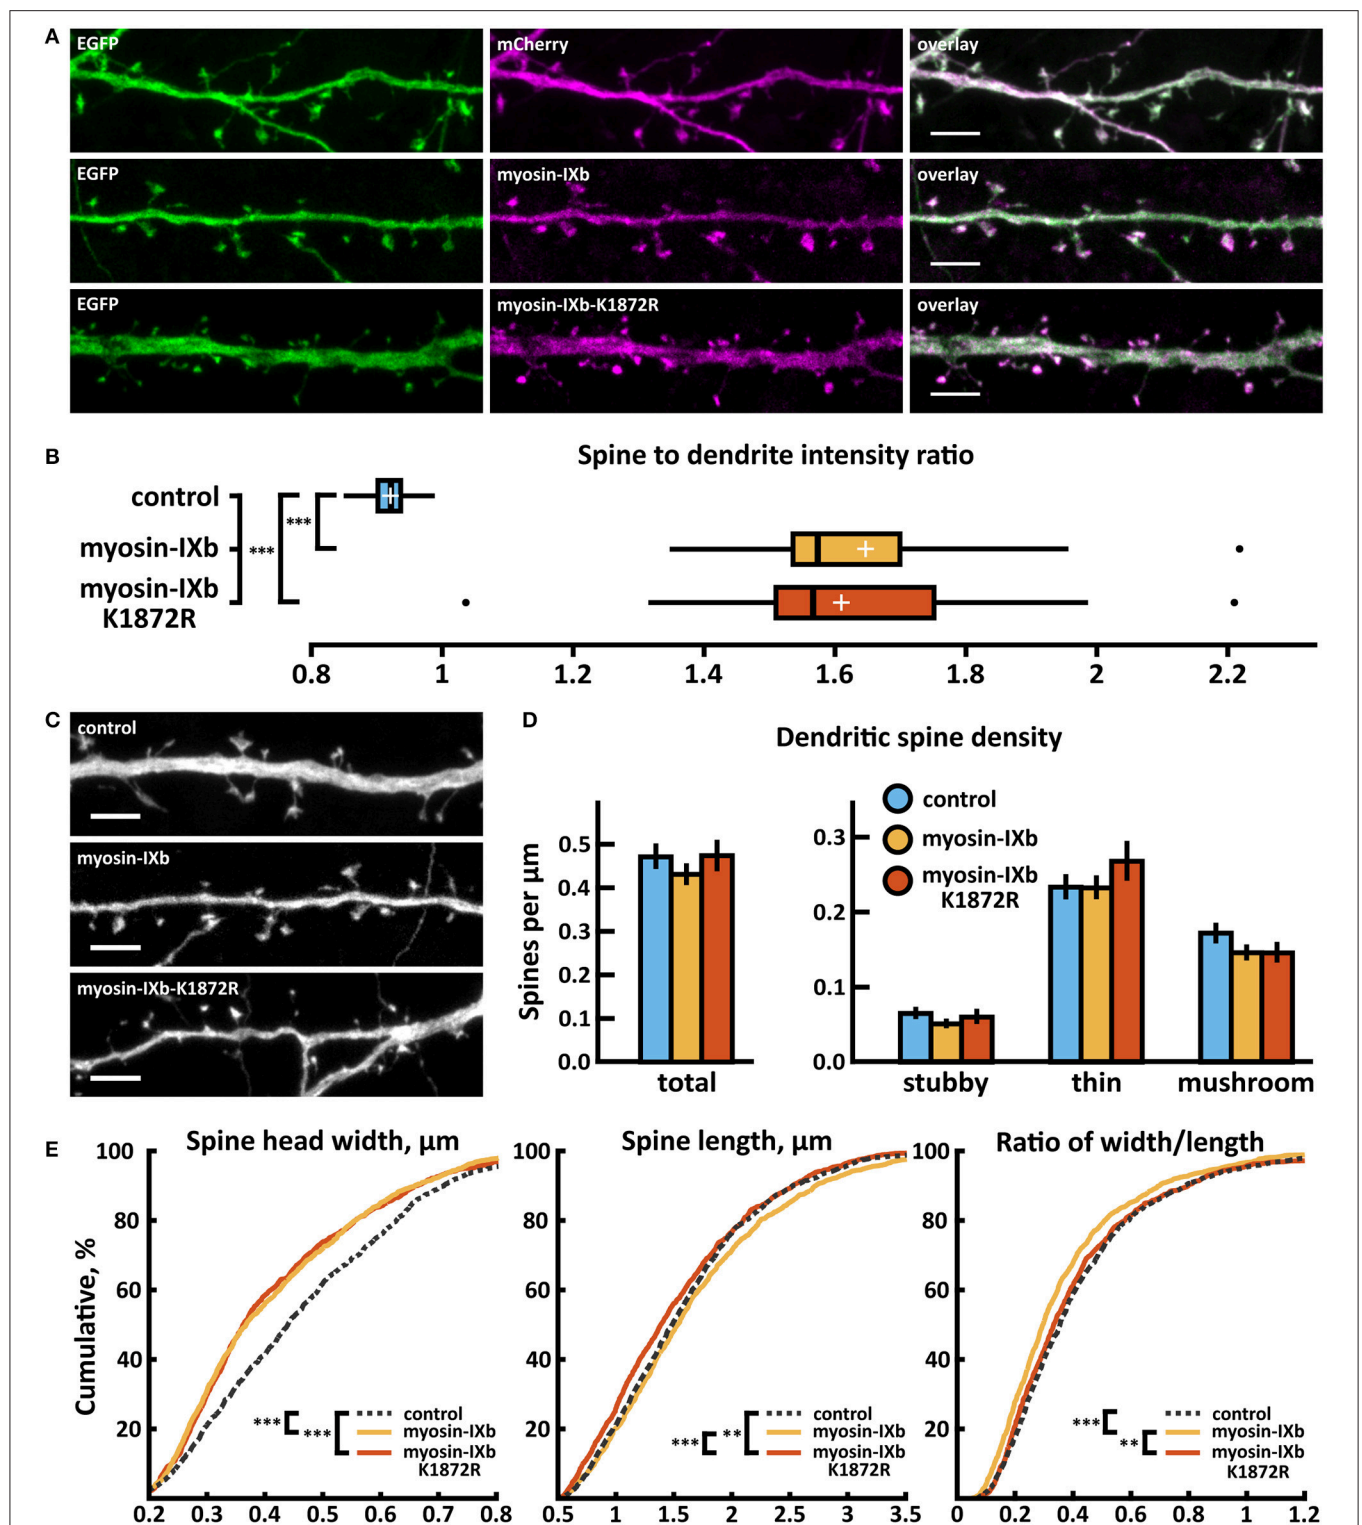 A
EGFP
mCherry
overlay
EGFP
myosin-IXb
overlay
EGFP
myosin-IXb-K1872R
overlay
B
Spine to dendrite intensity ratio
control
myosin-IXb
myosin-IXb
K1872R
***
***
0.8 1 1.2 1.4 1.6 1.8 2 2.2
C
control
myosin-IXb
myosin-IXb-K1872R
D
Dendritic spine density
Spines per µm
0.5
0.4
0.3
0.2
0.1
0.0
total
control
myosin-IXb
myosin-IXb
K1872R
0.3
0.2
0.1
0.0
stubby thin mushroom
E
Spine head width, µm
Cumulative, %
100
80
60
40
20
*** ***
control
myosin-IXb
myosin-IXb
K1872R
0.2 0.3 0.4 0.5 0.6 0.7 0.8
Spine length, µm
100
80
60
40
20
*** **
control
myosin-IXb
myosin-IXb
K1872R
0.5 1 1.5 2 2.5 3 3.5
Ratio of width/length
100
80
60
40
20
***
**
control
myosin-IXb
myosin-IXb
K1872R
0 0.2 0.4 0.6 0.8 1 1.2